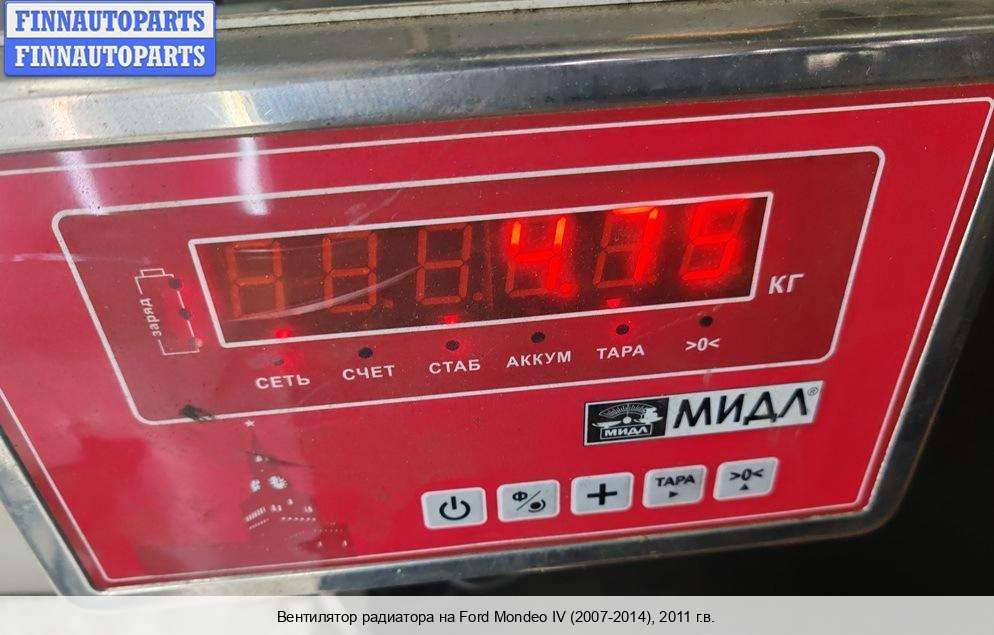 FINNAUTOPARTS
FINNAUTOPARTS
4.75
КГ
заряд
СЕТЬ СЧЕТ СТАБ АККУМ ТАРА >0<
МИДЛ МИДЛ®
Ф ТАРА >0<
Вентилятор радиатора на Ford Mondeo IV (2007-2014), 2011 г.в.